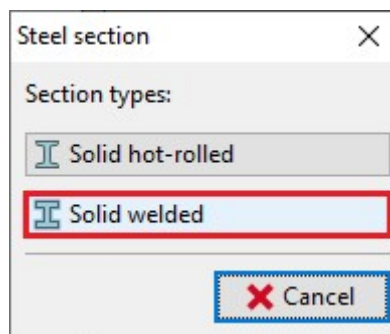 Steel section
Section types:
Solid hot-rolled
Solid welded
Cancel